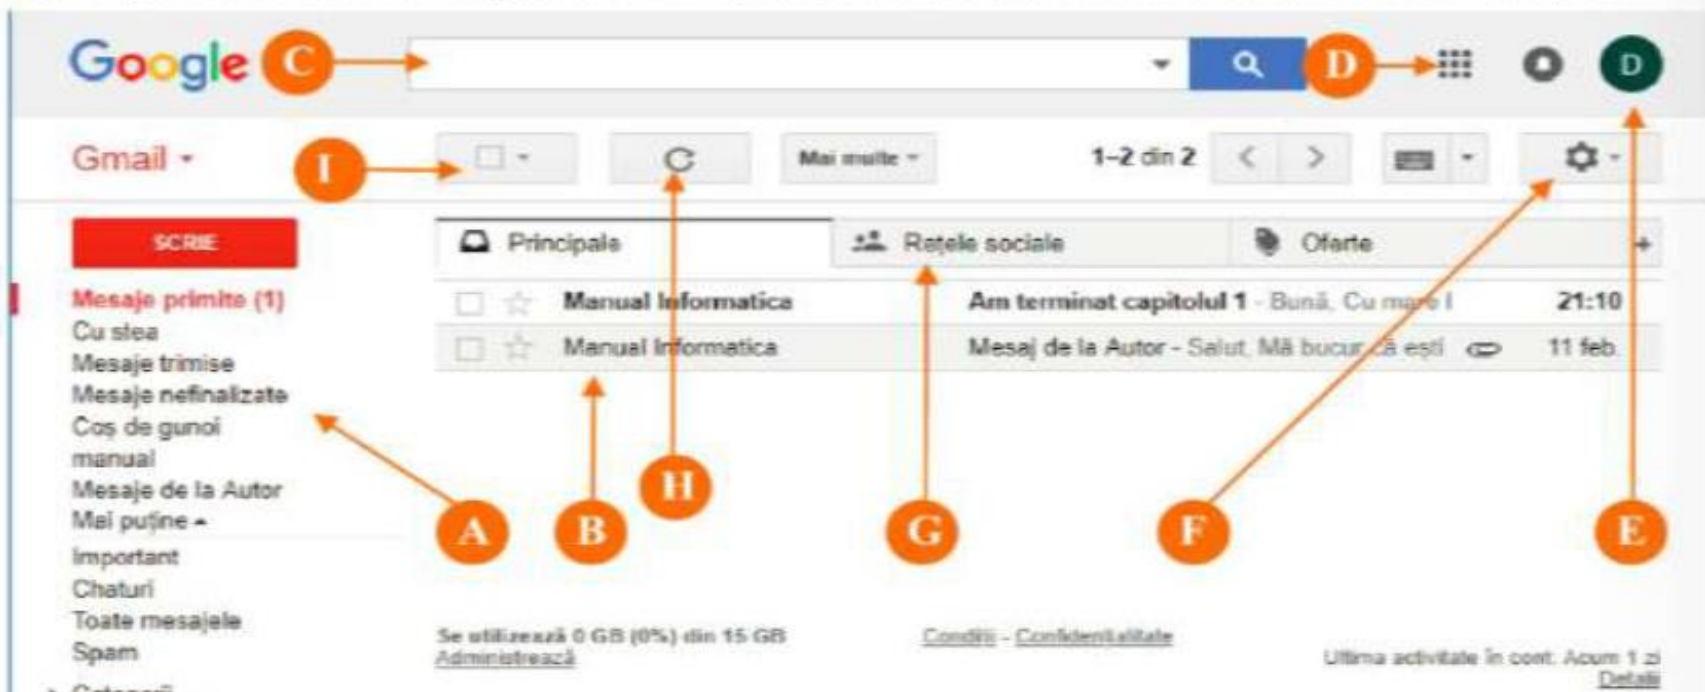 Google C D D
Gmail I Mai multe 1–2 din 2
SCRIE Principale Rețele sociale Oferte +
Mesaje primite (1) Manual Informatica Am terminat capitolul 1 - Bună, Cu mare 21:10
Cu stea
Mesaje trimise Manual Informatica Mesaj de la Autor - Salut, Mă bucur că ești 11 feb.
Mesaje nefinalizate
Coș de gunoi
manual
Mesaje de la Autor H
Mai puține A B G F E
Important
Chaturi
Toate mesajele
Se utilizează 0 GB (0%) din 15 GB Condiții - Confidențialitate
Spam Administrează Ultima activitate în cont: Acum 1 zi
Detalii